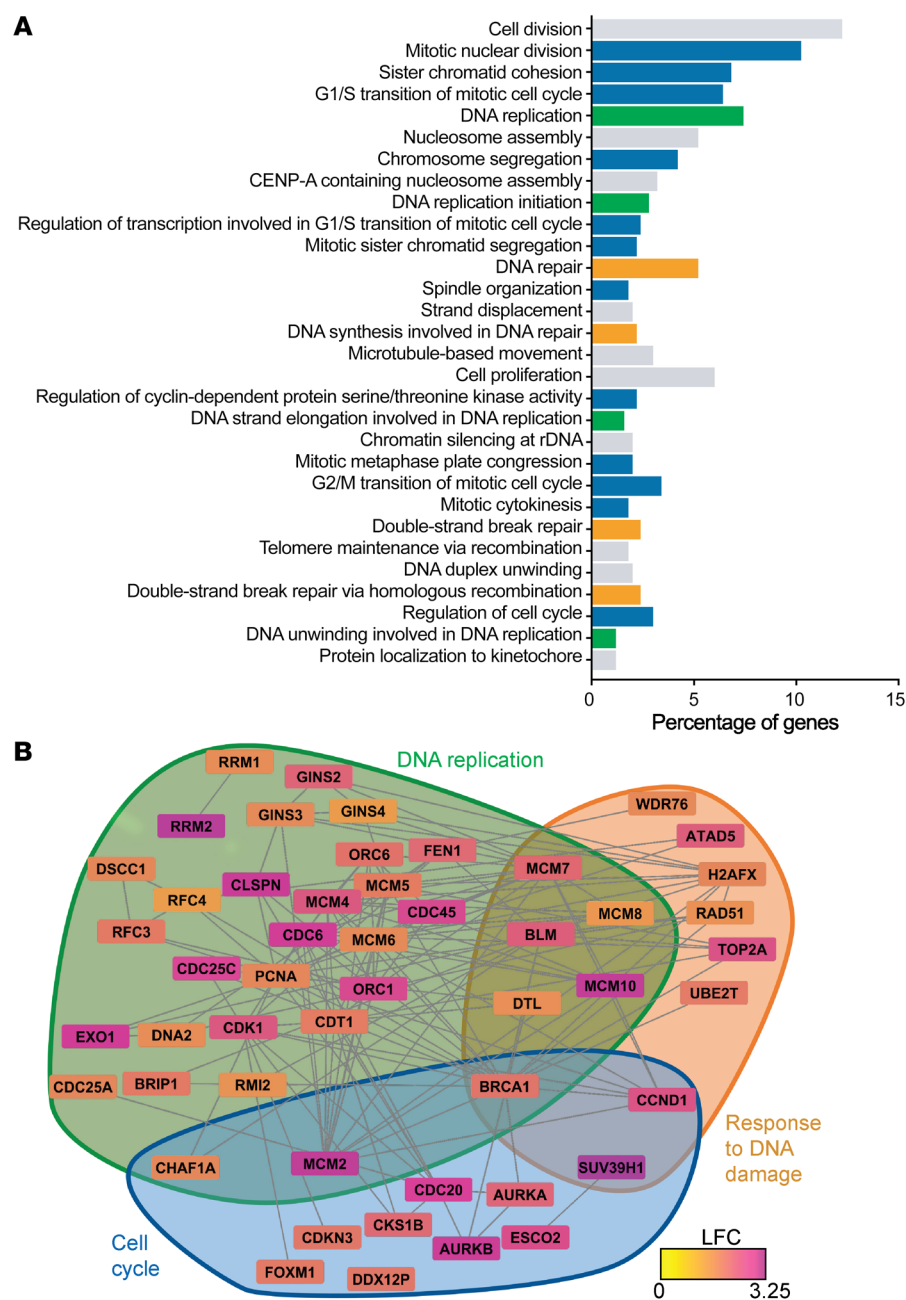 A
Cell division
Mitotic nuclear division
Sister chromatid cohesion
G1/S transition of mitotic cell cycle
DNA replication
Nucleosome assembly
Chromosome segregation
CENP-A containing nucleosome assembly
DNA replication initiation
Regulation of transcription involved in G1/S transition of mitotic cell cycle
Mitotic sister chromatid segregation
DNA repair
Spindle organization
Strand displacement
DNA synthesis involved in DNA repair
Microtubule-based movement
Cell proliferation
Regulation of cyclin-dependent protein serine/threonine kinase activity
DNA strand elongation involved in DNA replication
Chromatin silencing at rDNA
Mitotic metaphase plate congression
G2/M transition of mitotic cell cycle
Mitotic cytokinesis
Double-strand break repair
Telomere maintenance via recombination
DNA duplex unwinding
Double-strand break repair via homologous recombination
Regulation of cell cycle
DNA unwinding involved in DNA replication
Protein localization to kinetochore
0 5 10 15
Percentage of genes
B
DNA replication
RRM1
GINS2
WDR76
GINS3
GINS4
RRM2
ATAD5
ORC6
FEN1
DSCC1
MCM7
H2AFX
CLSPN
MCM5
RFC4
MCM4
CDC45
MCM8
RAD51
RFC3
CDC6
MCM6
BLM
TOP2A
CDC25C
PCNA
ORC1
MCM10
UBE2T
DTL
EXO1
DNA2
CDK1
CDT1
CDC25A
BRIP1
RMI2
BRCA1
CCND1
Response
to DNA
damage
CHAF1A
MCM2
SUV39H1
CDC20
AURKA
CKS1B
CDKN3
ESCO2
AURKB
Cell
cycle
FOXM1
DDX12P
LFC
0 3.25